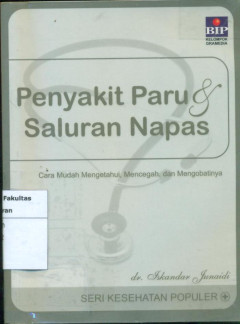 BIP
KELOMPOK
GRAMEDIA
Penyakit Paru &
Saluran Napas
Cara Mudah Mengetahui, Mencegah, dan Mengobatinya
Fakultas
dr. Iskandar Junaidi
SERI KESEHATAN POPULER +